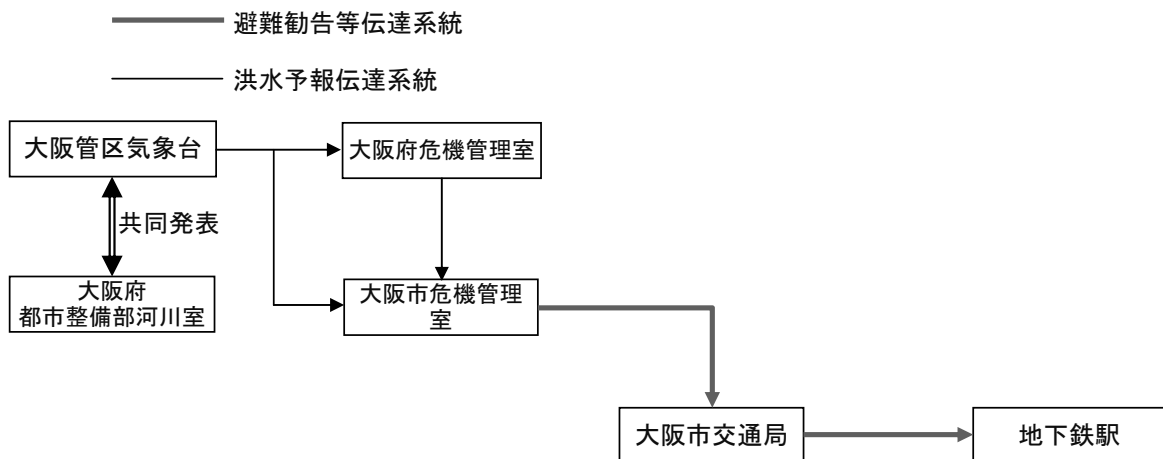 避難勧告等伝達系統
洪水予報伝達系統
大阪管区気象台
大阪府危機管理室
共同発表
大阪府
都市整備部河川室
大阪市危機管理
室
大阪市交通局
地下鉄駅